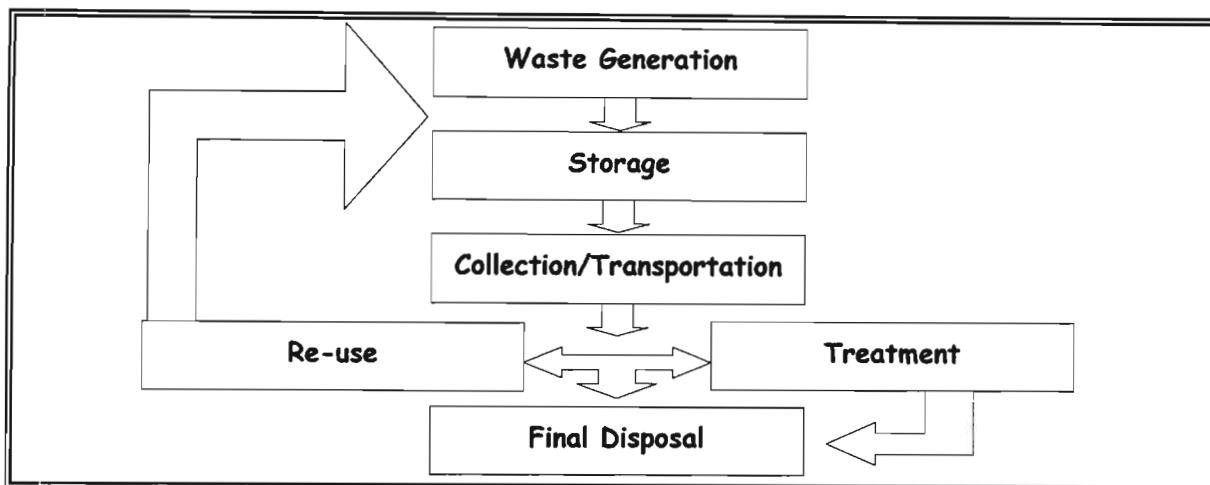 Waste Generation
Storage
Collection/Transportation
Re-use
Treatment
Final Disposal